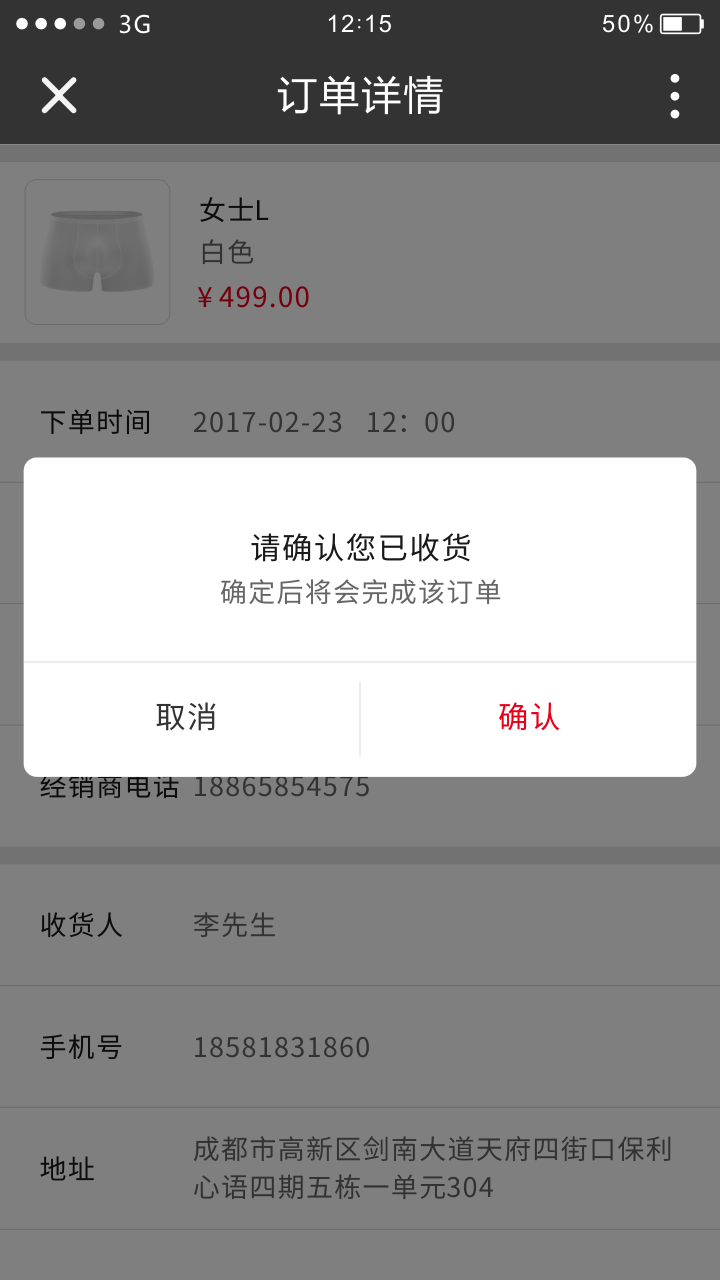 3G 12:15 50%
订单详情
女士L
白色
¥499.00
下单时间 2017-02-23 12：00
请确认您已收货
确定后将会完成该订单
取消 确认
经销商电话 18865854575
收货人 李先生
手机号 18581831860
地址 成都市高新区剑南大道天府四街口保利
心语四期五栋一单元304